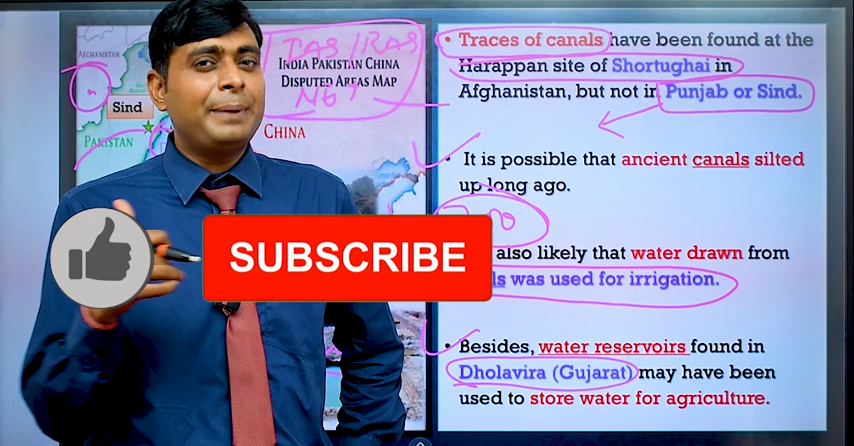 AFGHANISTAN
IAS/RAS
INDIA PAKISTAN CHINA
DISPUTED AREAS MAP
NGT
Sind
PAKISTAN
CHINA
SUBSCRIBE
• Traces of canals have been found at the
Harappan site of Shortughai in
Afghanistan, but not in Punjab or Sind.
• It is possible that ancient canals silted
up long ago.
also likely that water drawn from
ls was used for irrigation.
• Besides, water reservoirs found in
Dholavira (Gujarat) may have been
used to store water for agriculture.